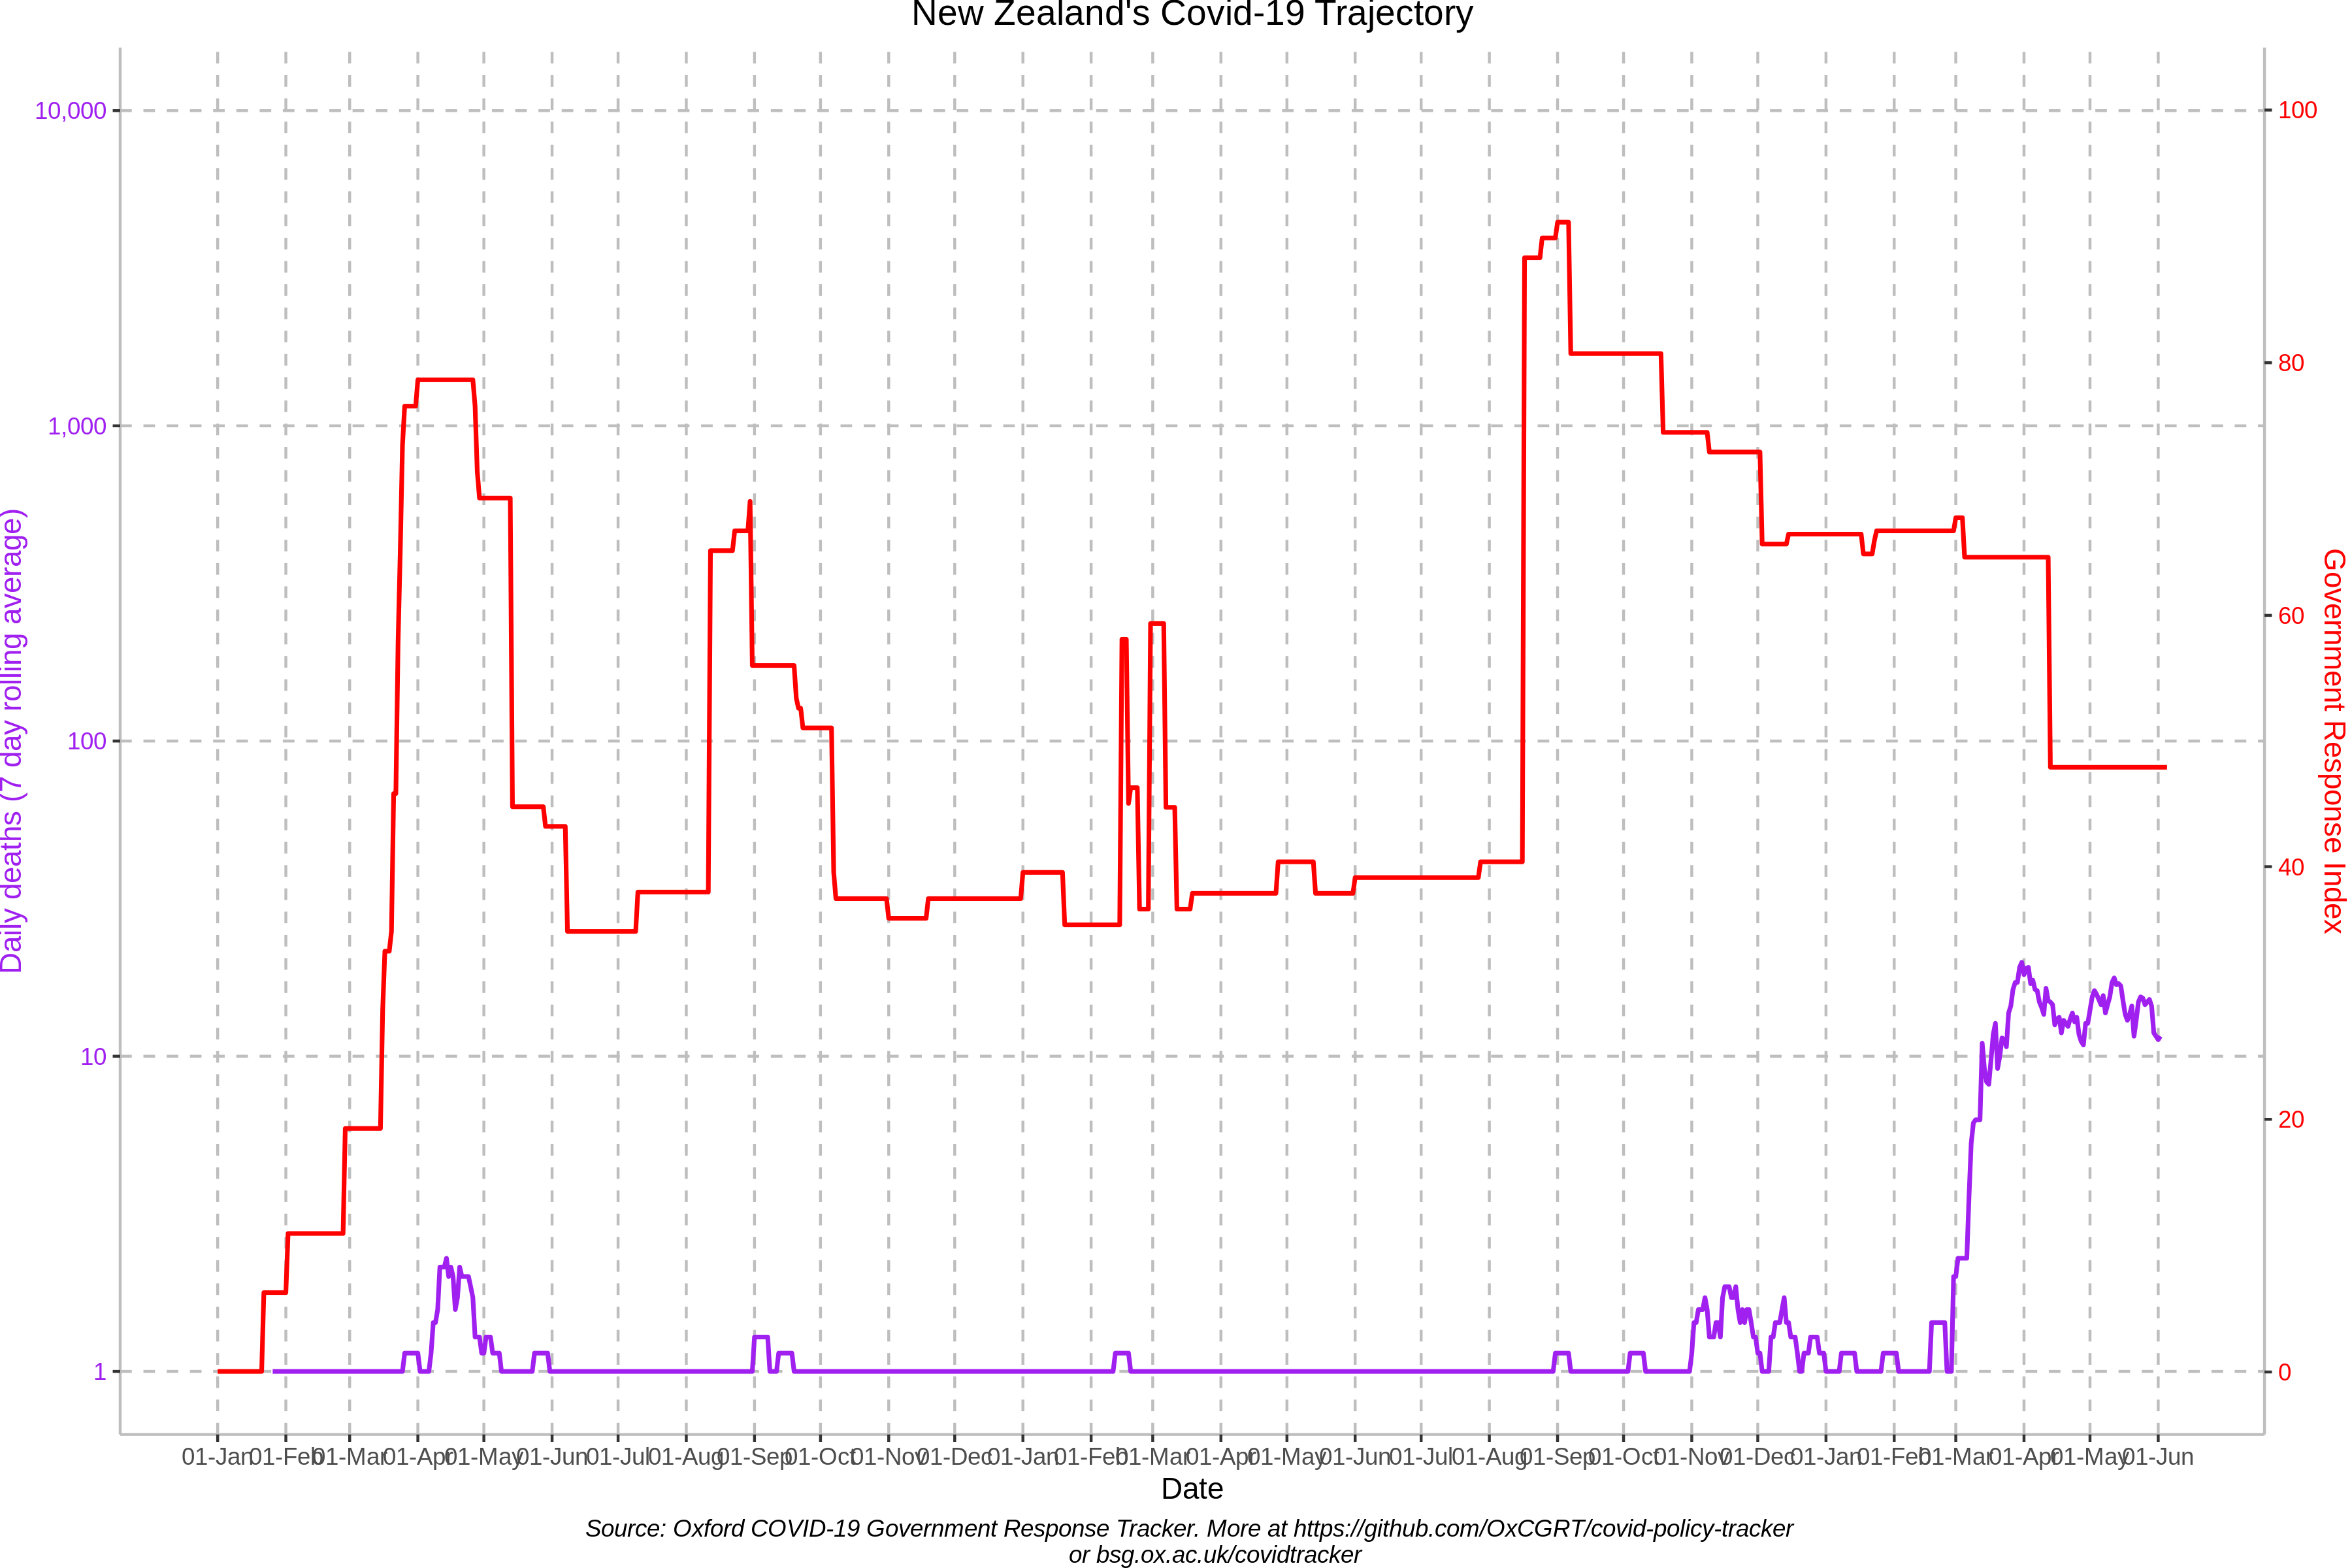 New Zealand's Covid-19 Trajectory
10,000
1,000
100
10
1
Daily deaths (7 day rolling average)
100
80
60
40
20
0
Government Response Index
01-Jan 01-Feb 01-Mar 01-Apr 01-May 01-Jun 01-Jul 01-Aug 01-Sep 01-Oct 01-Nov 01-Dec 01-Jan 01-Feb 01-Mar 01-Apr 01-May 01-Jun 01-Jul 01-Aug 01-Sep 01-Oct 01-Nov 01-Dec 01-Jan 01-Feb 01-Mar 01-Apr 01-May 01-Jun
Date
Source: Oxford COVID-19 Government Response Tracker. More at https://github.com/OxCGRT/covid-policy-tracker
or bsg.ox.ac.uk/covidtracker